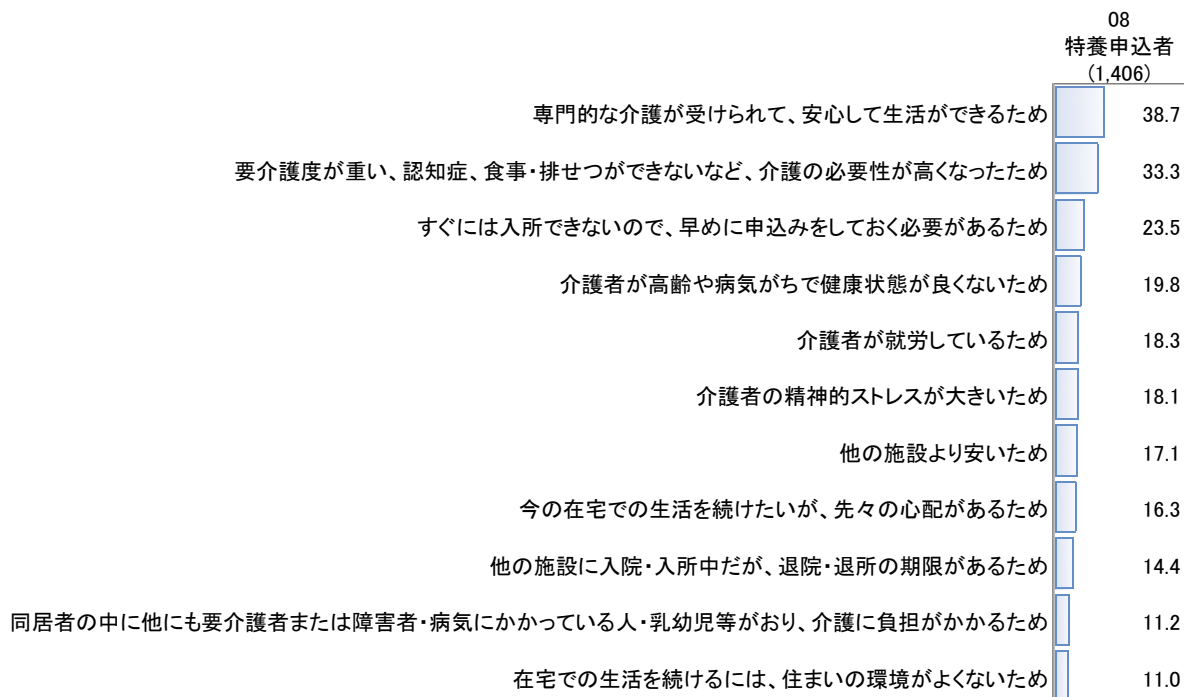 08
特養申込者
(1,406)
専門的な介護が受けられて、安心して生活ができるため 38.7
要介護度が重い、認知症、食事・排せつができないなど、介護の必要性が高くなったため 33.3
すぐには入所できないので、早めに申込みをしておく必要があるため 23.5
介護者が高齢や病気がちで健康状態が良くないため 19.8
介護者が就労しているため 18.3
介護者の精神的ストレスが大きいため 18.1
他の施設より安いため 17.1
今の在宅での生活を続けたいが、先々の心配があるため 16.3
他の施設に入院・入所中だが、退院・退所の期限があるため 14.4
同居者の中に他にも要介護者または障害者・病気にかかっている人・乳幼児等がおり、介護に負担がかかるため 11.2
在宅での生活を続けるには、住まいの環境がよくないため 11.0